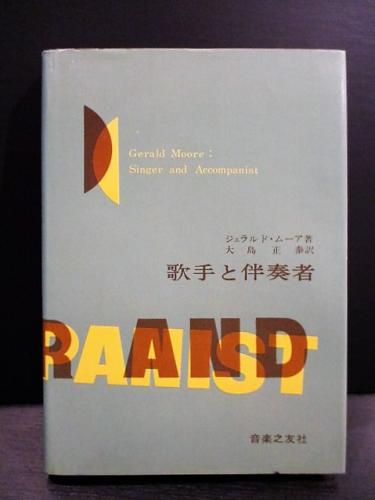 Gerald Moore:
Singer and Accompanist
ジェラルド・ムーア著
大島正泰訳
歌手と伴奏者
音楽之友社